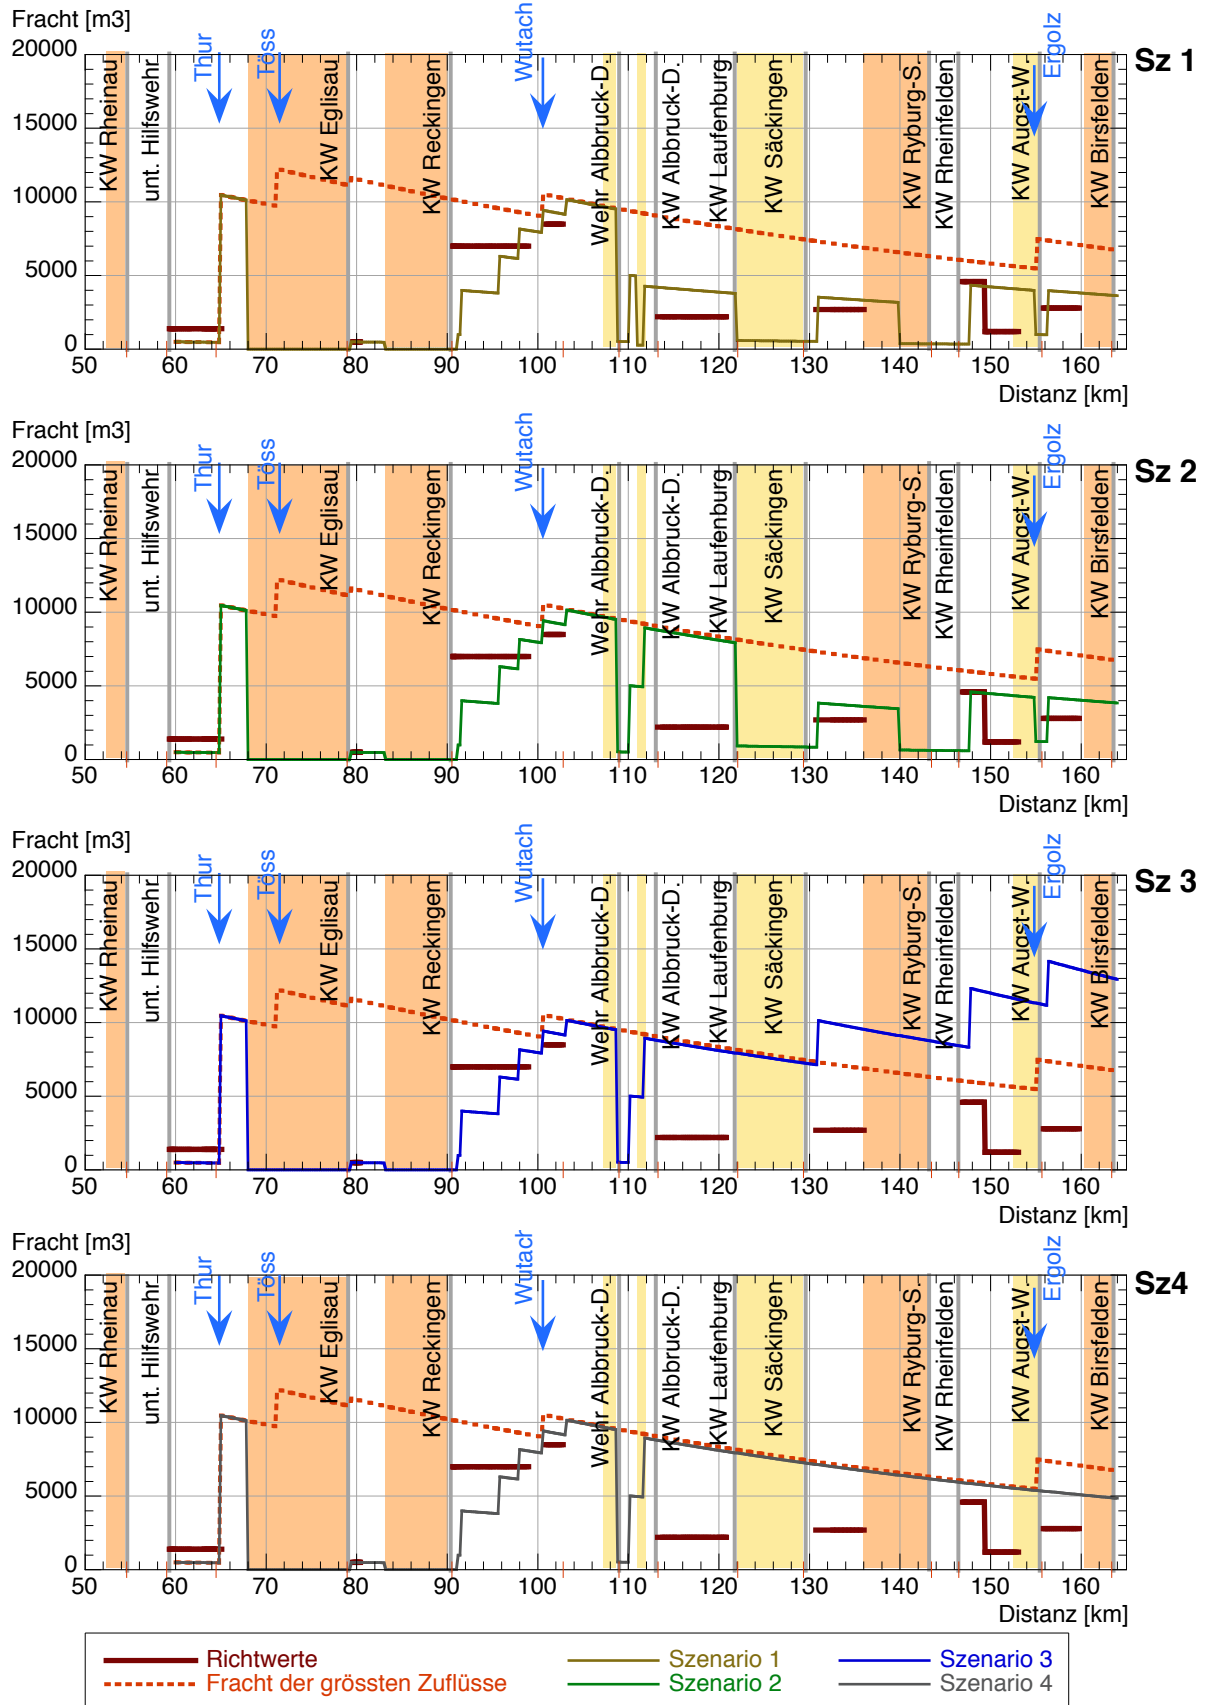 Fracht [m3]
Sz 1
20000
15000
10000
5000
0
KW Rheinau
unt. Hilfswehr
Thur
Töss
KW Eglisau
KW Reckingen
Wutach
Wehr Albbruck-D.
KW Albbruck-D.
KW Laufenburg
KW Säckingen
KW Ryburg-S.
KW Rheinfelden
KW Augst-W.
Ergolz
KW Birsfelden
50 60 70 80 90 100 110 120 130 140 150 160
Distanz [km]
Fracht [m3]
Sz 2
20000
15000
10000
5000
0
KW Rheinau
unt. Hilfswehr
Thur
Töss
KW Eglisau
KW Reckingen
Wutach
Wehr Albbruck-D.
KW Albbruck-D.
KW Laufenburg
KW Säckingen
KW Ryburg-S.
KW Rheinfelden
KW Augst-W.
Ergolz
KW Birsfelden
50 60 70 80 90 100 110 120 130 140 150 160
Distanz [km]
Fracht [m3]
Sz 3
20000
15000
10000
5000
0
KW Rheinau
unt. Hilfswehr
Thur
Töss
KW Eglisau
KW Reckingen
Wutach
Wehr Albbruck-D.
KW Albbruck-D.
KW Laufenburg
KW Säckingen
KW Ryburg-S.
KW Rheinfelden
KW Augst-W.
Ergolz
KW Birsfelden
50 60 70 80 90 100 110 120 130 140 150 160
Distanz [km]
Fracht [m3]
Sz4
20000
15000
10000
5000
0
KW Rheinau
unt. Hilfswehr
Thur
Töss
KW Eglisau
KW Reckingen
Wutach
Wehr Albbruck-D.
KW Albbruck-D.
KW Laufenburg
KW Säckingen
KW Ryburg-S.
KW Rheinfelden
KW Augst-W.
Ergolz
KW Birsfelden
50 60 70 80 90 100 110 120 130 140 150 160
Distanz [km]
Richtwerte
Fracht der grössten Zuflüsse
Szenario 1
Szenario 2
Szenario 3
Szenario 4